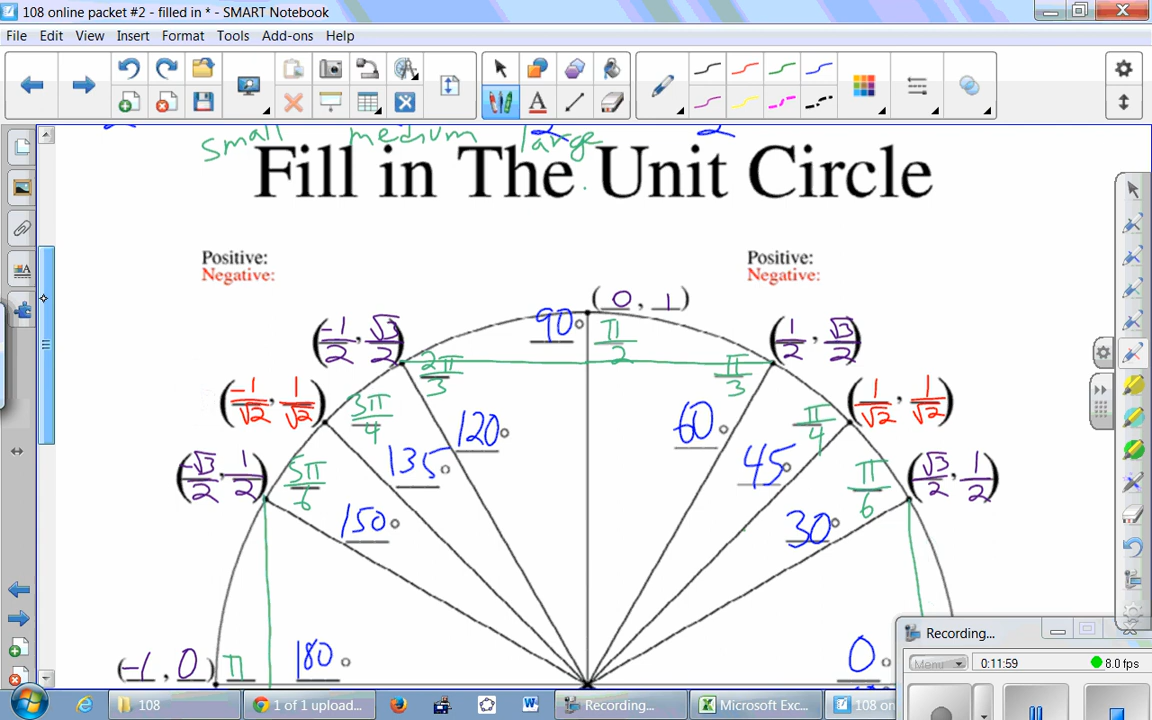 108 online packet #2 - filled in * - SMART Notebook
File Edit View Insert Format Tools Add-ons Help
small medium large
2 2 2
Fill in The Unit Circle
Positive:
Negative:
Positive:
Negative:
(0, 1)
90°
π/2
(-1/2, √3/2)
2π/3
120°
(1/2, √3/2)
π/3
60°
(-1/√2, 1/√2)
3π/4
135°
(1/√2, 1/√2)
π/4
45°
(-√3/2, 1/2)
5π/6
150°
(√3/2, 1/2)
π/6
30°
(-1, 0)
π
180°
0°
Recording...
Menu
0:11:59
8.0 fps
108
1 of 1 upload...
Recording...
Microsoft Exc...
108 on